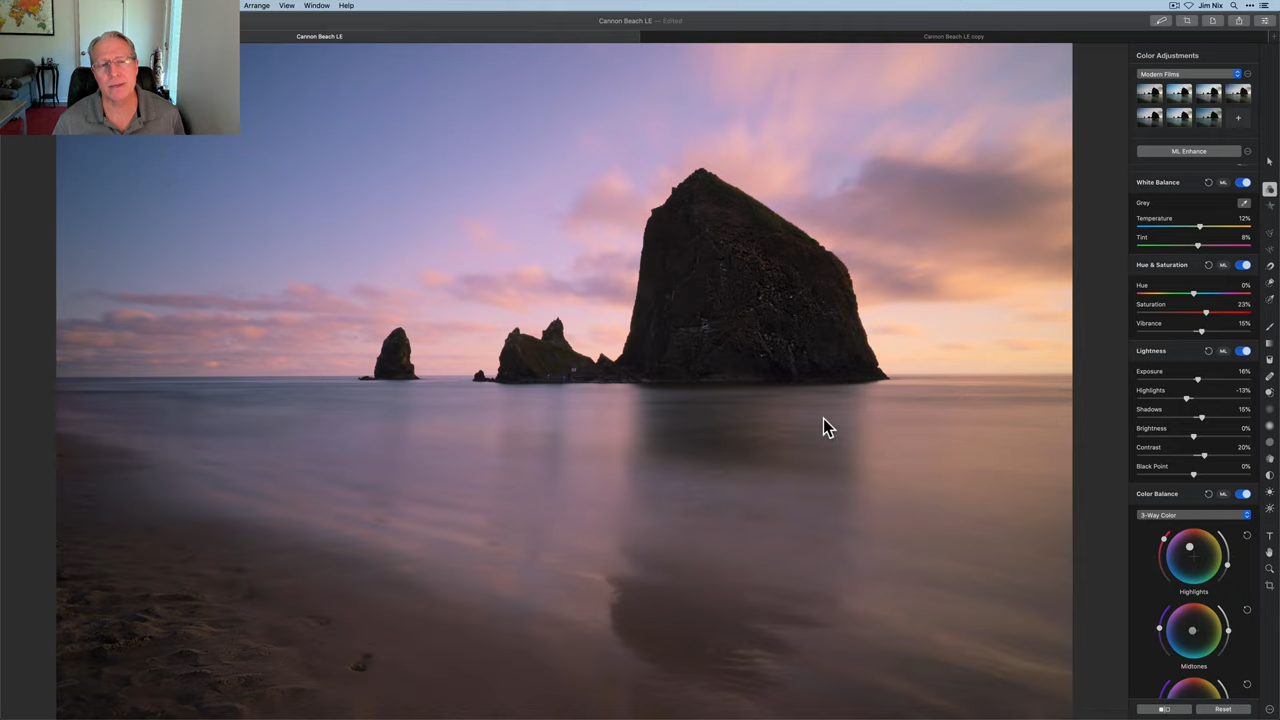 Arrange Window View Help Jim Nix
Cannon Beach LE — Edited
Cannon Beach LE
Cannon Beach LE copy
Color Adjustments
Modern Films
ML Enhance
White Balance ML
Grey
Temperature 12%
Tint 8%
Hue & Saturation ML
Hue 0%
Saturation 23%
Vibrance 15%
Lightness ML
Exposure 16%
Highlights -13%
Shadows 15%
Brightness 0%
Contrast 20%
Black Point 0%
Color Balance ML
3-Way Color
Highlights
Midtones
Reset